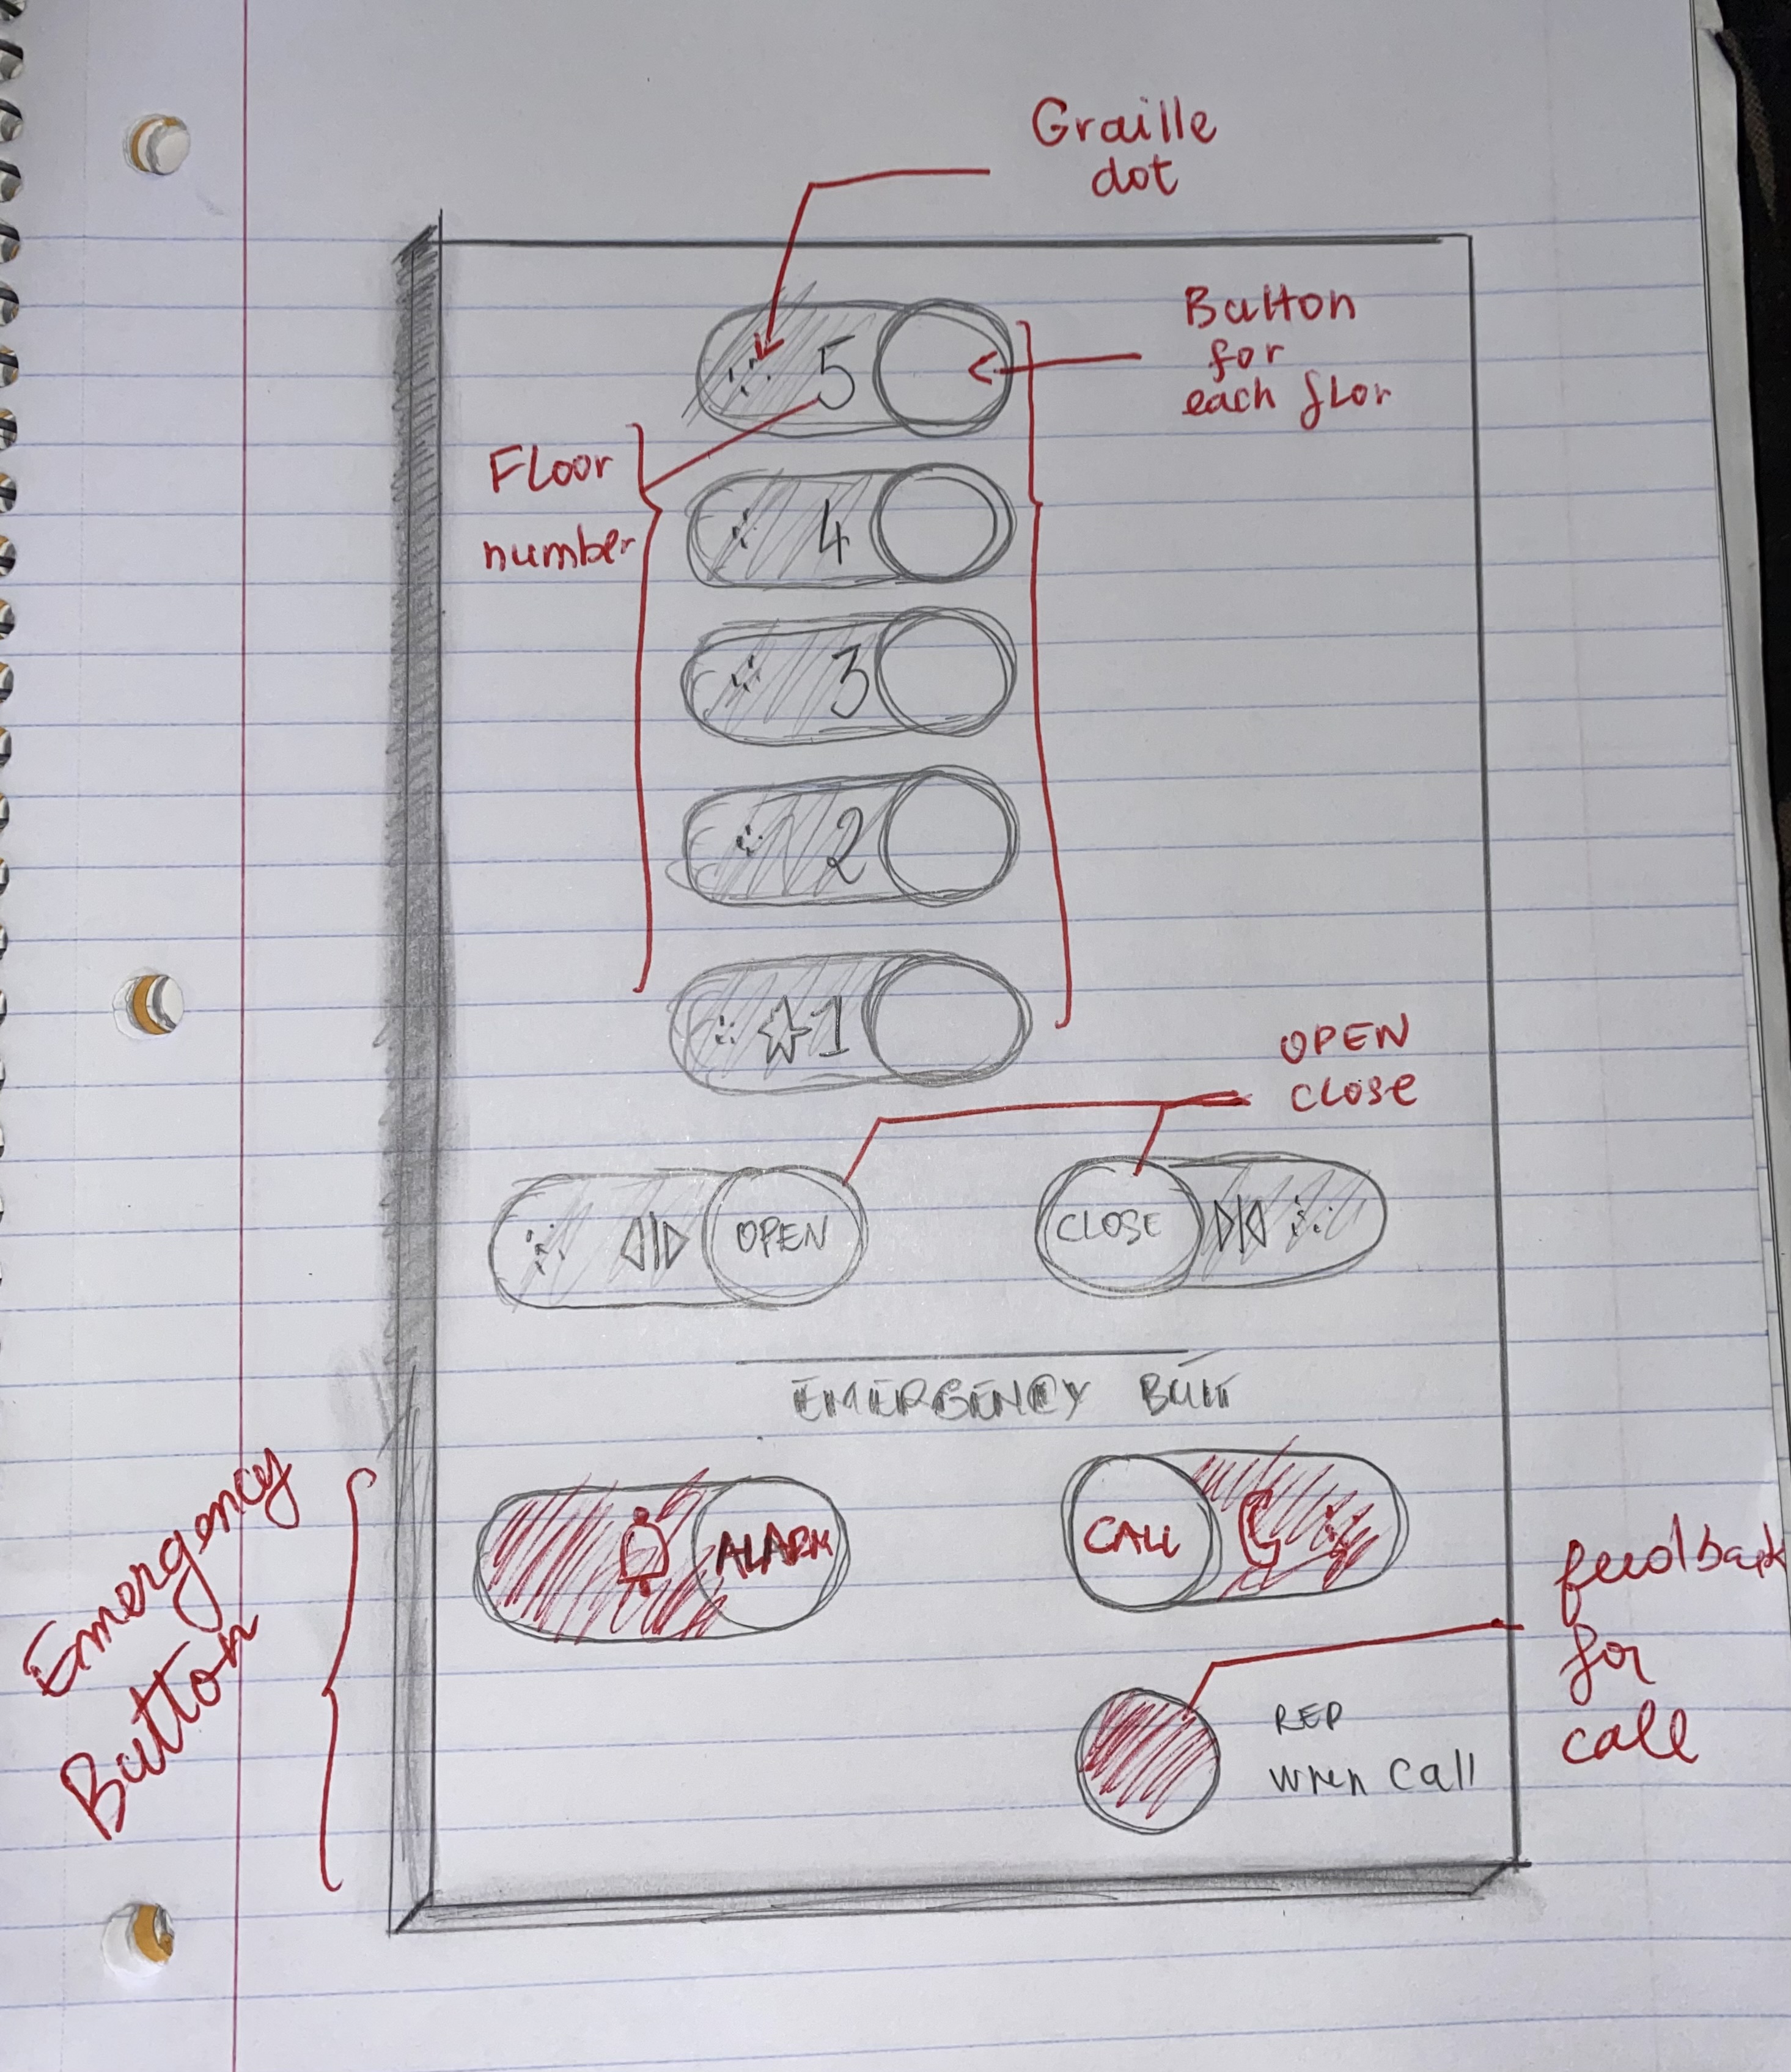 Graille
dot
Button
for
each flor
5
Floor
number
4
3
2
1
OPEN
close
OPEN
CLOSE
EMERGENCY BUTT
Emergency
Button
ALARM
CALL
feedback
for
call
RED
when call